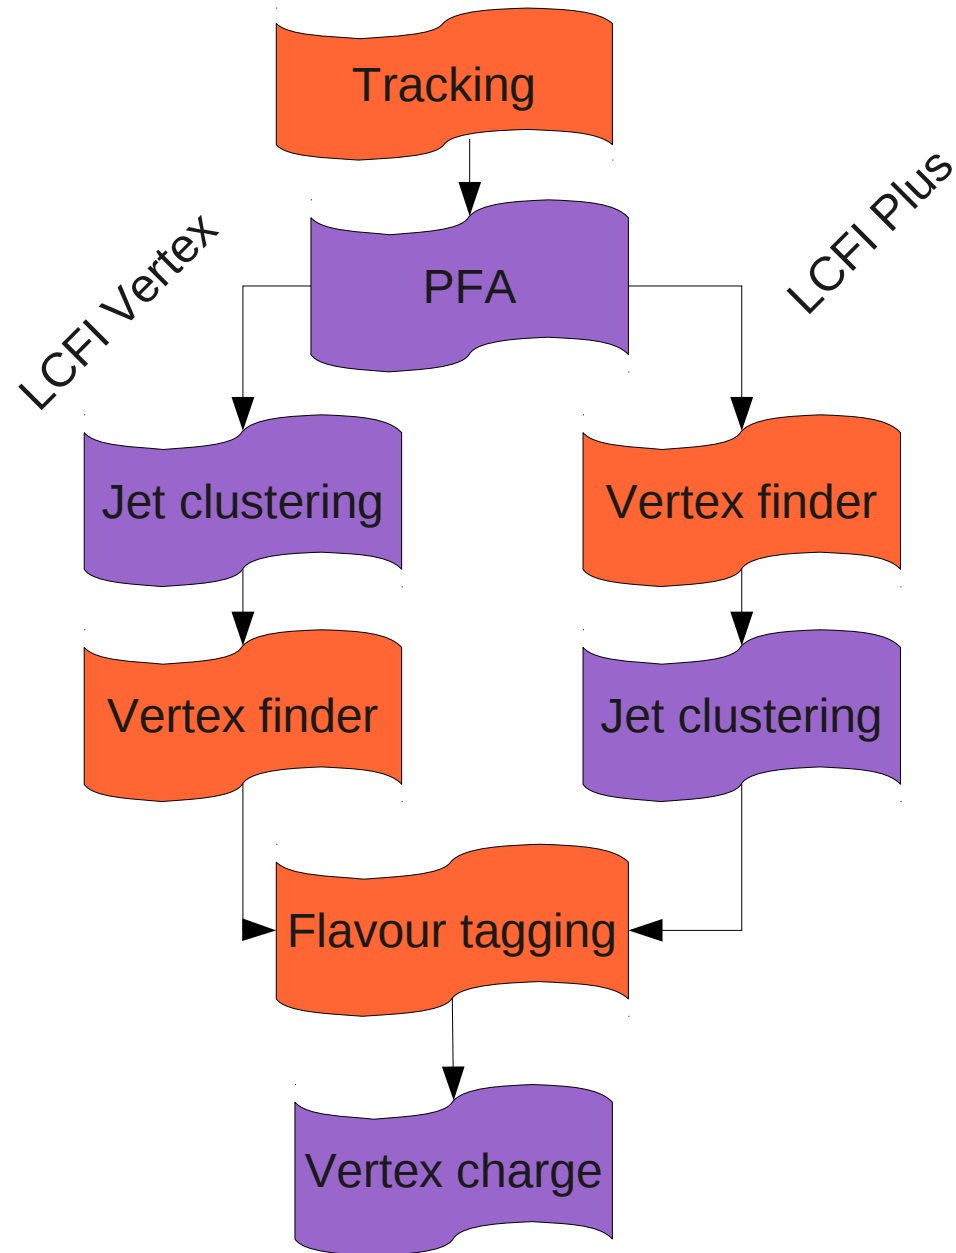 Tracking
LCFI Plus
LCFI Vertex
PFA
Jet clustering
Vertex finder
Vertex finder
Jet clustering
Flavour tagging
Vertex charge